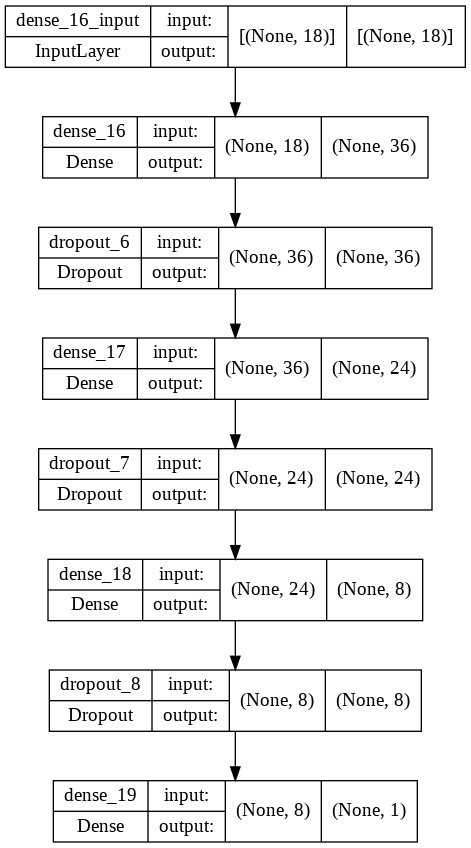 dense_16_input input: [(None, 18)] [(None, 18)]
InputLayer output:
dense_16 input: (None, 18) (None, 36)
Dense output:
dropout_6 input: (None, 36) (None, 36)
Dropout output:
dense_17 input: (None, 36) (None, 24)
Dense output:
dropout_7 input: (None, 24) (None, 24)
Dropout output:
dense_18 input: (None, 24) (None, 8)
Dense output:
dropout_8 input: (None, 8) (None, 8)
Dropout output:
dense_19 input: (None, 8) (None, 1)
Dense output: